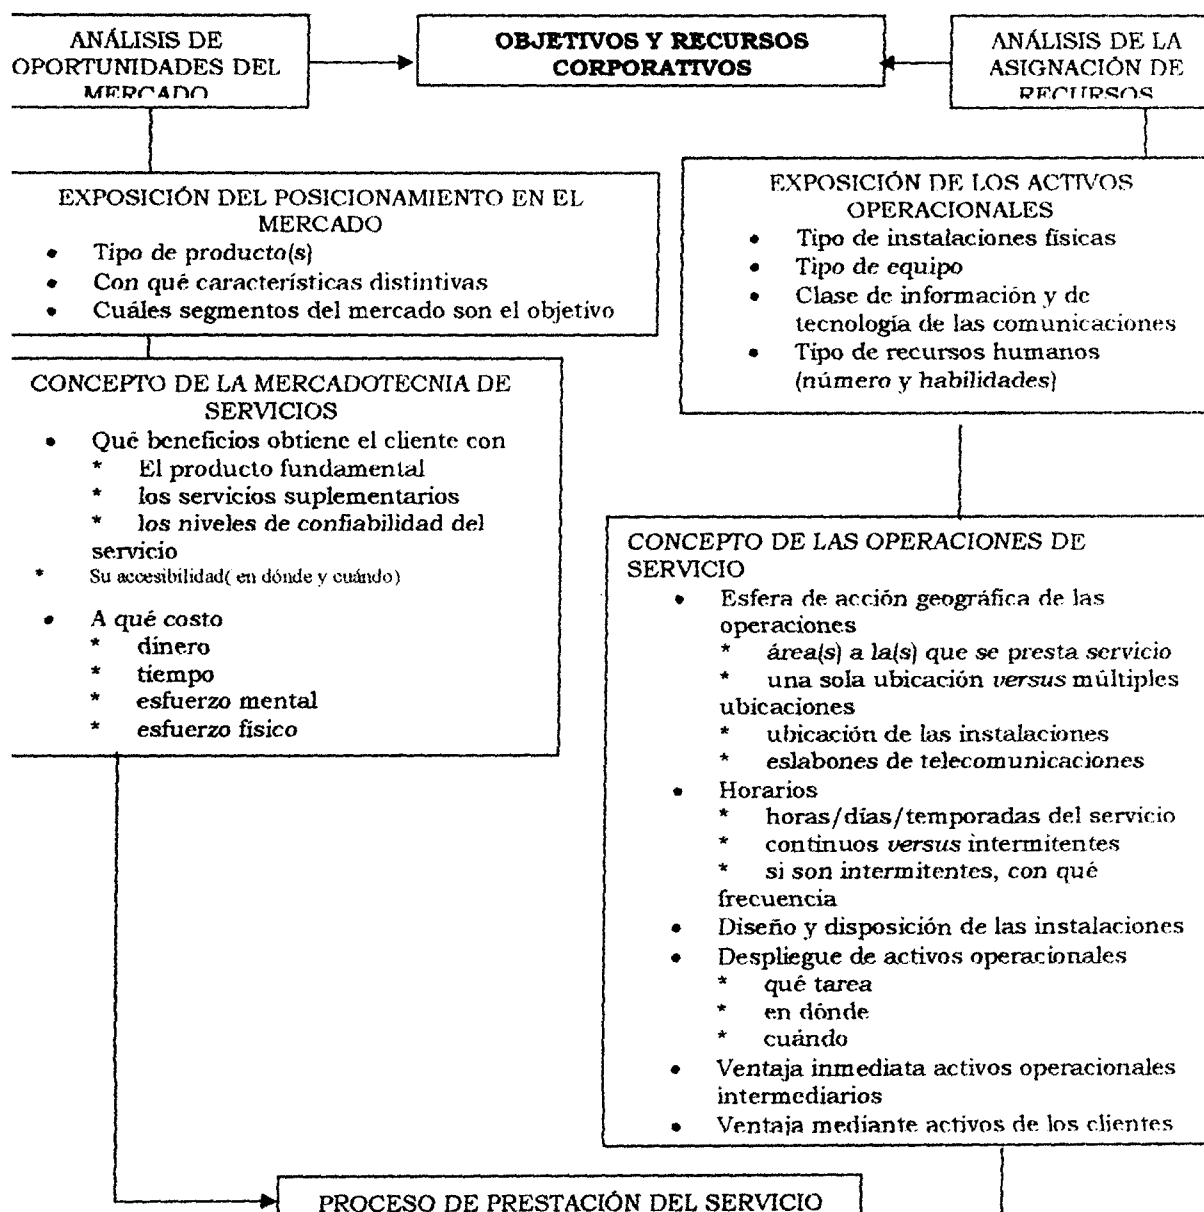 ANÁLISIS DE
OPORTUNIDADES DEL
MERCADO
OBJETIVOS Y RECURSOS
CORPORATIVOS
ANÁLISIS DE LA
ASIGNACIÓN DE
RECURSOS
EXPOSICIÓN DEL POSICIONAMIENTO EN EL
MERCADO
• Tipo de producto(s)
• Con qué características distintivas
• Cuáles segmentos del mercado son el objetivo
EXPOSICIÓN DE LOS ACTIVOS
OPERACIONALES
• Tipo de instalaciones físicas
• Tipo de equipo
• Clase de información y de
tecnología de las comunicaciones
• Tipo de recursos humanos
(número y habilidades)
CONCEPTO DE LA MERCADOTECNIA DE
SERVICIOS
• Qué beneficios obtiene el cliente con
* El producto fundamental
* los servicios suplementarios
* los niveles de confiabilidad del
servicio
* Su accesibilidad( en dónde y cuándo)
• A qué costo
* dinero
* tiempo
* esfuerzo mental
* esfuerzo físico
CONCEPTO DE LAS OPERACIONES DE
SERVICIO
• Esfera de acción geográfica de las
operaciones
* área(s) a la(s) que se presta servicio
* una sola ubicación versus múltiples
ubicaciones
* ubicación de las instalaciones
* eslabones de telecomunicaciones
• Horarios
* horas/días/temporadas del servicio
* continuos versus intermitentes
* si son intermitentes, con qué
frecuencia
• Diseño y disposición de las instalaciones
• Despliegue de activos operacionales
* qué tarea
* en dónde
* cuándo
• Ventaja inmediata activos operacionales
intermediarios
• Ventaja mediante activos de los clientes
PROCESO DE PRESTACIÓN DEL SERVICIO